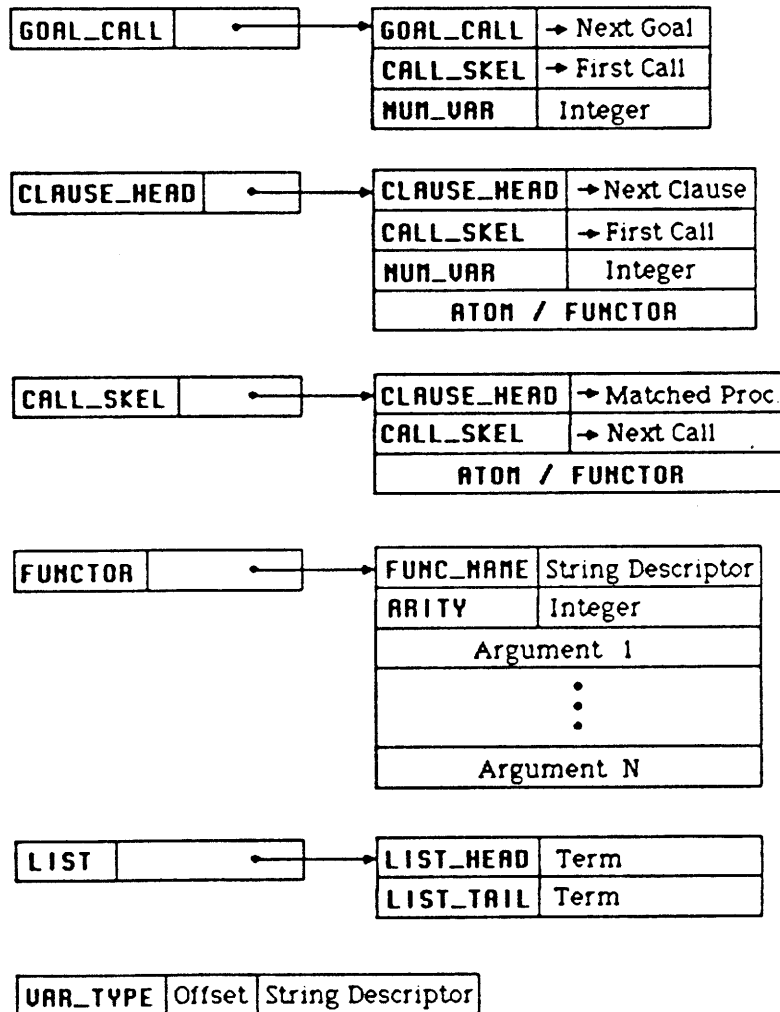 GOAL_CALL GOAL_CALL → Next Goal
CALL_SKEL → First Call
NUM_VAR Integer
CLAUSE_HEAD CLAUSE_HEAD → Next Clause
CALL_SKEL → First Call
NUM_VAR Integer
ATOM / FUNCTOR
CALL_SKEL CLAUSE_HEAD → Matched Proc.
CALL_SKEL → Next Call
ATOM / FUNCTOR
FUNCTOR FUNC_NAME String Descriptor
ARITY Integer
Argument 1
Argument N
LIST LIST_HEAD Term
LIST_TAIL Term
VAR_TYPE Offset String Descriptor